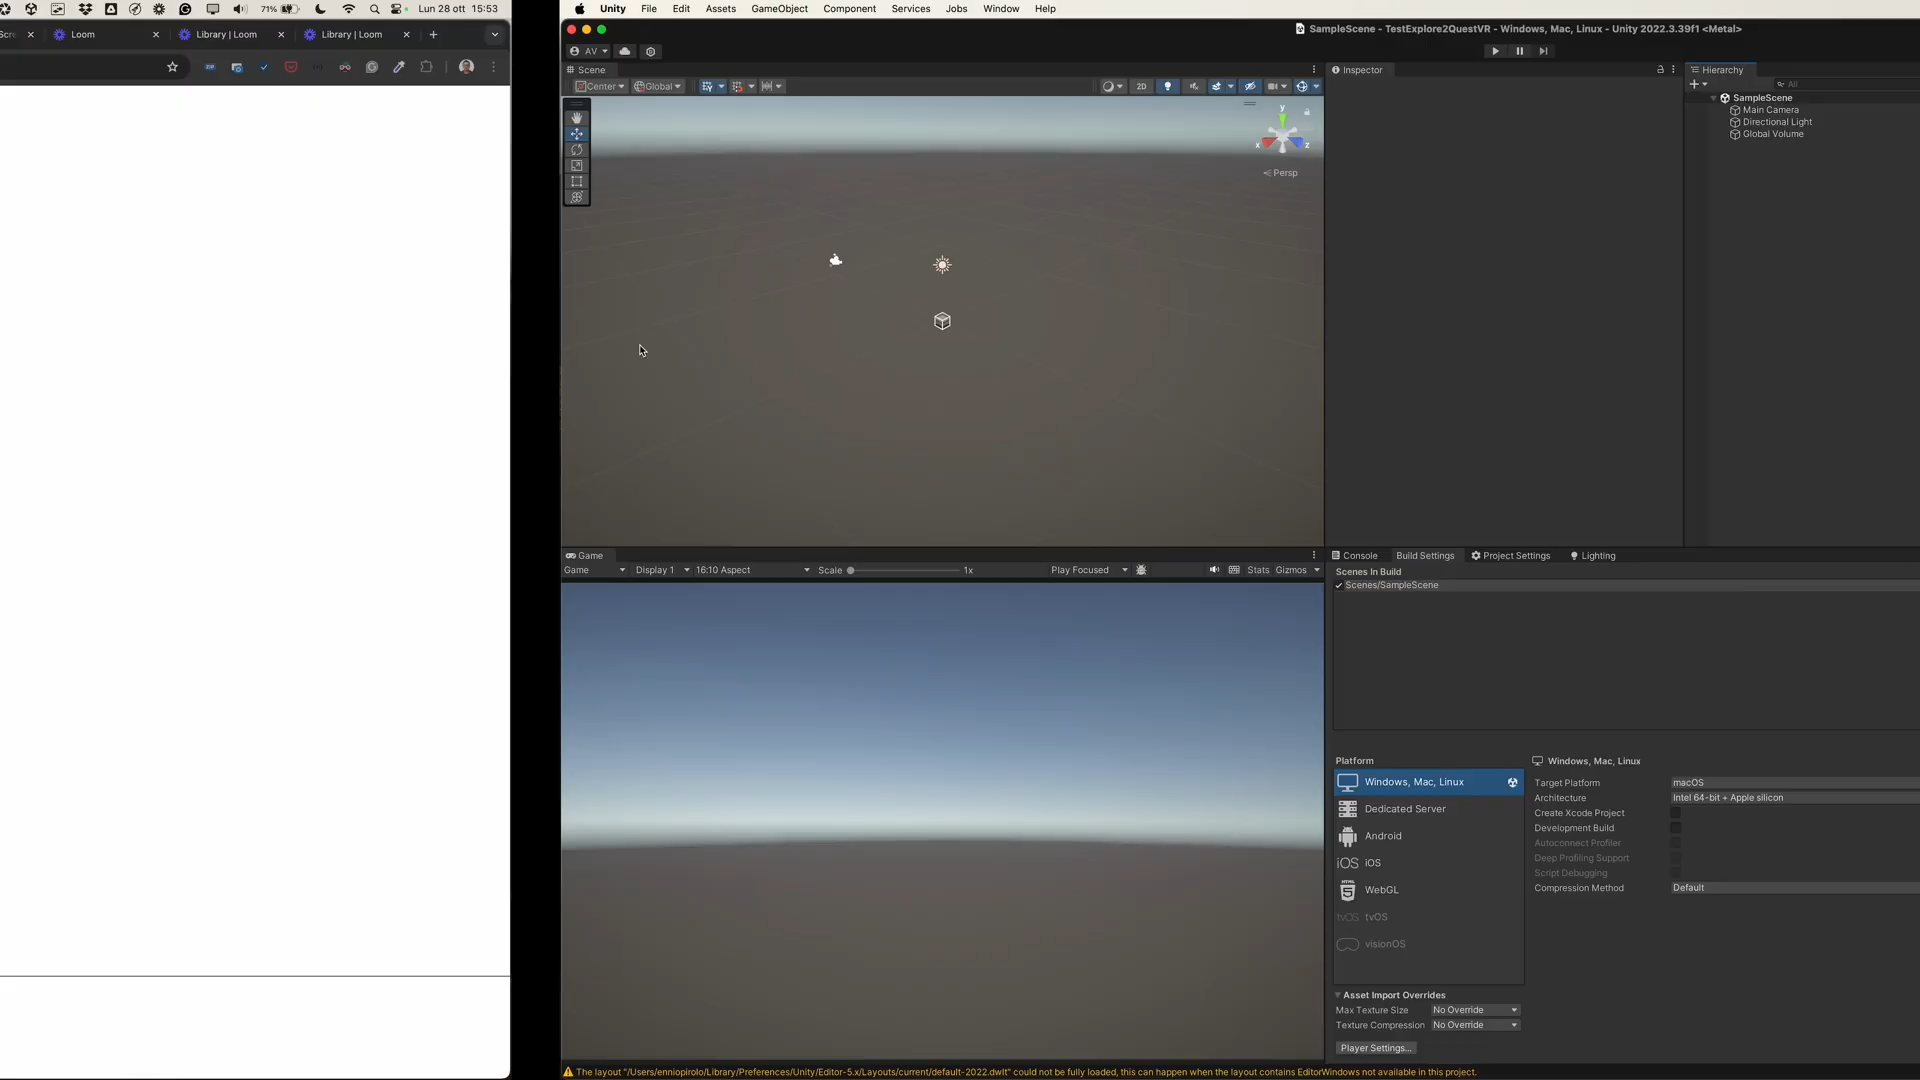 71%
Lun 28 ott 15:53
Loom
Library | Loom
Library | Loom
Unity File Edit Assets GameObject Component Services Jobs Window Help
SampleScene - TestExplore2QuestVR - Windows, Mac, Linux - Unity 2022.3.39f1 <Metal>
AV
Scene
Center
Global
2D
y
x
z
Persp
Inspector
Hierarchy
All
SampleScene
Main Camera
Directional Light
Global Volume
Game
Game
Display 1
16:10 Aspect
Scale
1x
Play Focused
Stats
Gizmos
Console
Build Settings
Project Settings
Lighting
Scenes In Build
Scenes/SampleScene
Platform
Windows, Mac, Linux
Dedicated Server
Android
iOS iOS
WebGL
tvOS tvOS
visionOS
Windows, Mac, Linux
Target Platform
macOS
Architecture
Intel 64-bit + Apple silicon
Create Xcode Project
Development Build
Autoconnect Profiler
Deep Profiling Support
Script Debugging
Compression Method
Default
Asset Import Overrides
Max Texture Size
No Override
Texture Compression
No Override
Player Settings...
The layout "/Users/enniopirolo/Library/Preferences/Unity/Editor-5.x/Layouts/current/default-2022.dwlt" could not be fully loaded, this can happen when the layout contains EditorWindows not available in this project.